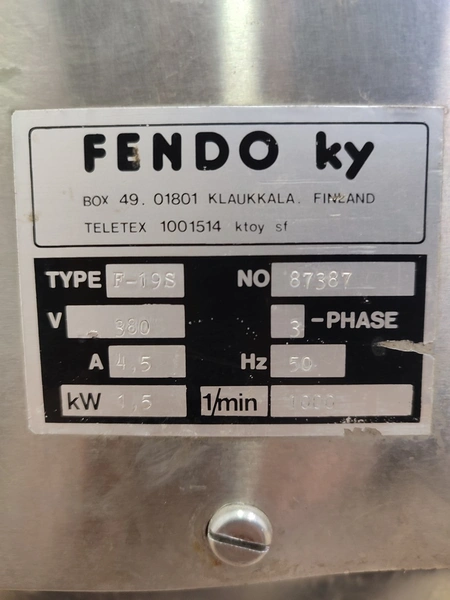 FENDO ky
BOX 49. 01801 KLAUKKALA. FINLAND
TELETEX 1001514 ktoy sf
TYPE F-19S NO 87387
V 380 3 -PHASE
A 4,5 Hz 50
kW 1,5 1/min